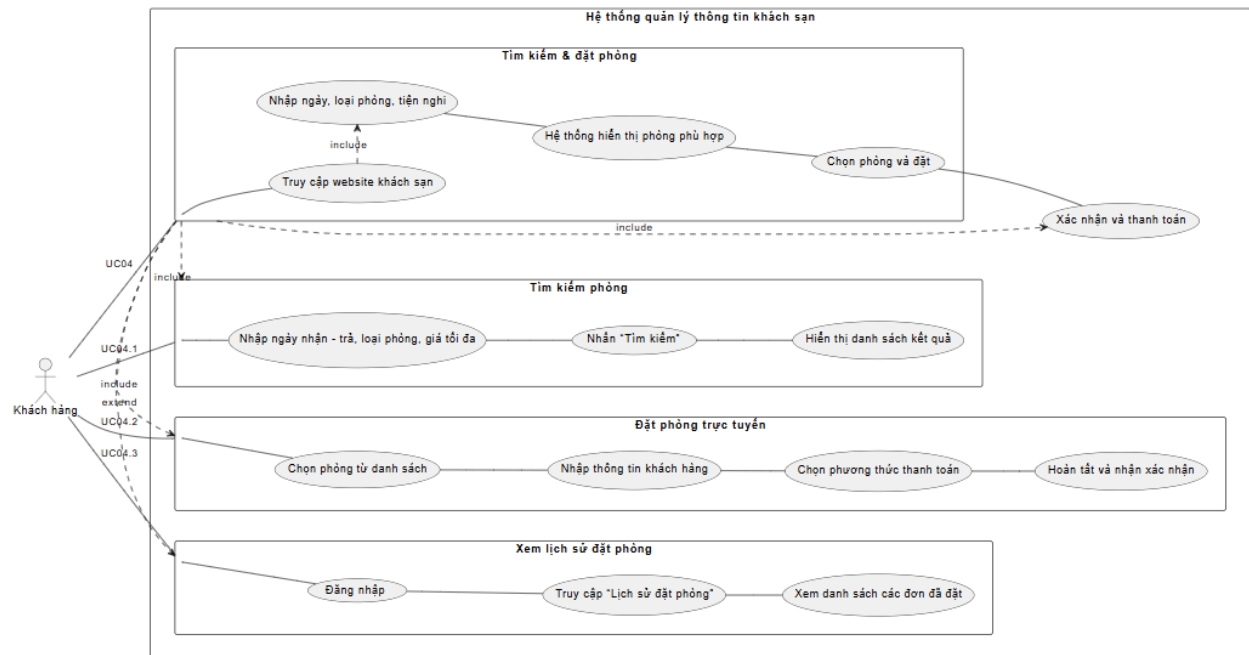 Hệ thống quản lý thông tin khách sạn
Tìm kiếm & đặt phòng
Nhập ngày, loại phòng, tiện nghi
Hệ thống hiển thị phòng phù hợp
include
Chọn phòng và đặt
Truy cập website khách sạn
Xác nhận và thanh toán
include
UC04
include
Tìm kiếm phòng
Nhập ngày nhận - trả, loại phòng, giá tối đa
Nhấn "Tìm kiếm"
Hiển thị danh sách kết quả
UC04.1
include
extend
Khách hàng
UC04.2
Đặt phòng trực tuyến
UC04.3
Chọn phòng từ danh sách
Nhập thông tin khách hàng
Chọn phương thức thanh toán
Hoàn tất và nhận xác nhận
Xem lịch sử đặt phòng
Đăng nhập
Truy cập "Lịch sử đặt phòng"
Xem danh sách các đơn đã đặt